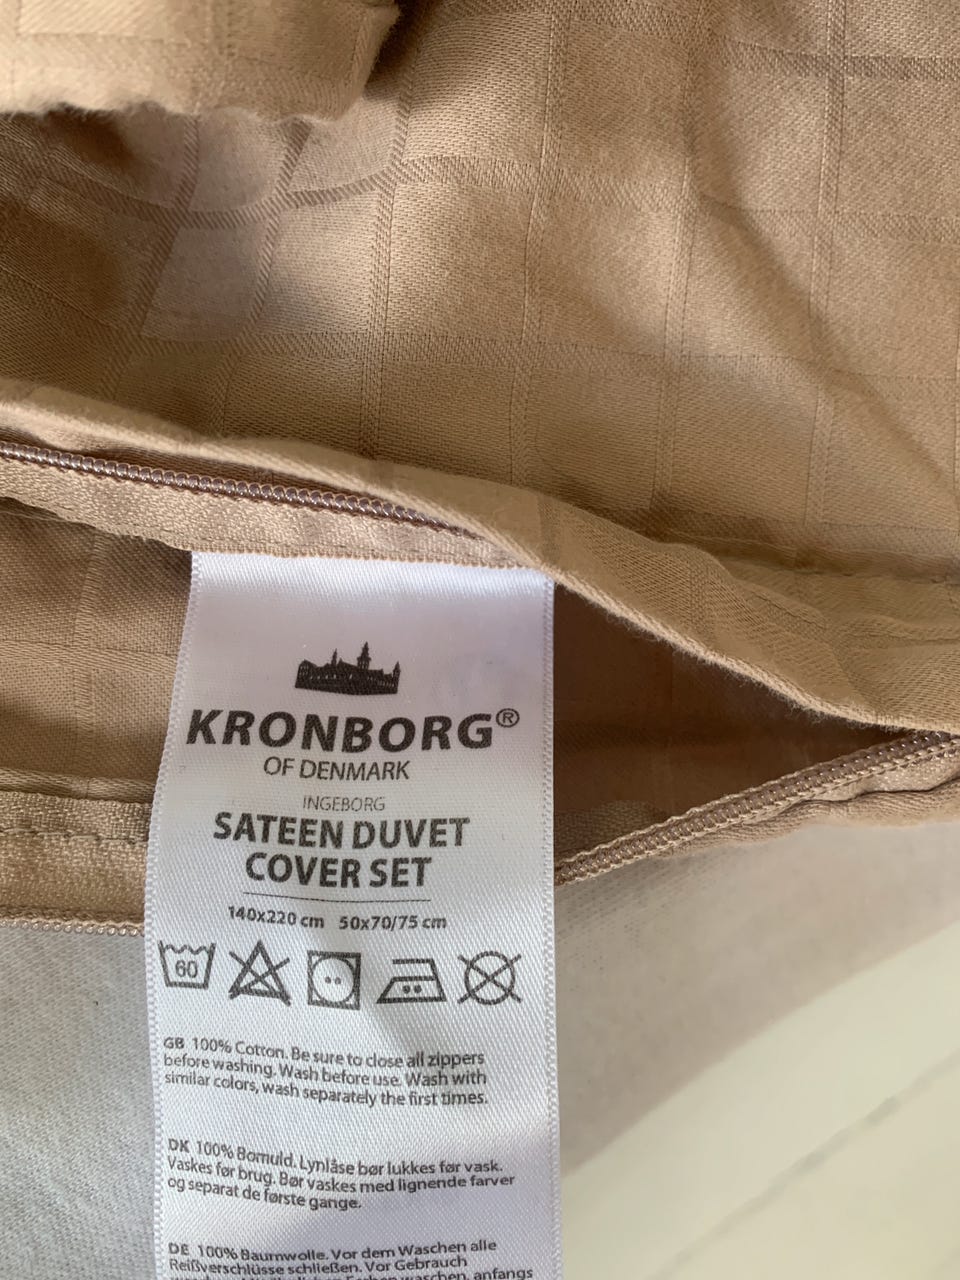 KRONBORG®
OF DENMARK
INGEBORG
SATEEN DUVET
COVER SET
140x220 cm 50x70/75 cm
60
GB 100% Cotton. Be sure to close all zippers
before washing. Wash before use. Wash with
similar colors, wash separately the first times.
DK 100% Bomuld. Lynlåse bør lukkes før vask.
Vaskes før brug. Bør vaskes med lignende farver
og separat de første gange.
DE 100% Baumwolle. Vor dem Waschen alle
Reißverschlüsse schließen. Vor Gebrauch
waschen, anfangs